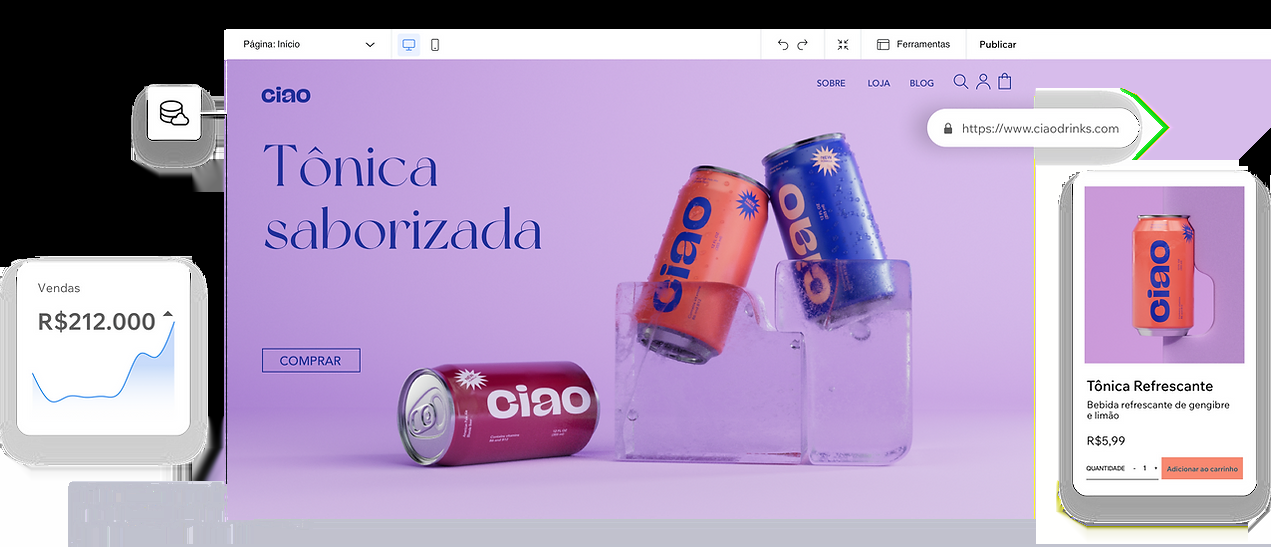 Página: Início
Ferramentas
Publicar
ciao
SOBRE
LOJA
BLOG
https://www.ciaodrinks.com
Tônica
saborizada
COMPRAR
ciao
NEW
ciao
ciao
Vendas
R$212.000
ciao
Tônica Refrescante
Bebida refrescante de gengibre
e limão
R$5,99
QUANTIDADE - 1 +
Adicionar ao carrinho